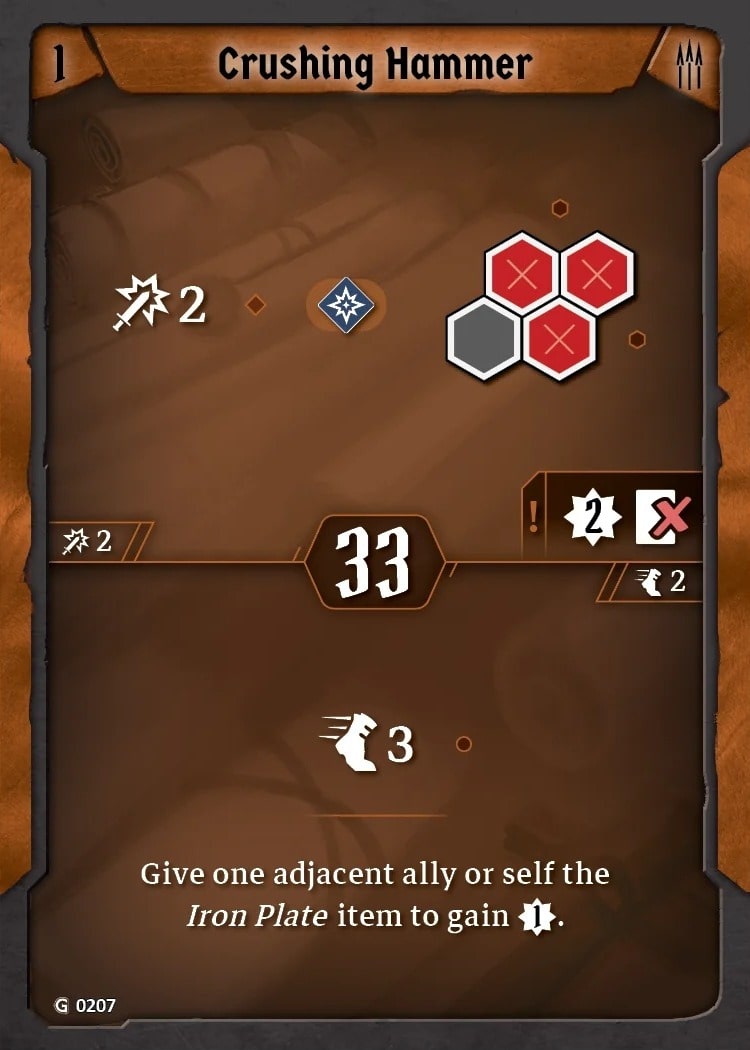 1
Crushing Hammer
2
! 2
2
33
2
3
Give one adjacent ally or self the
Iron Plate item to gain 1.
G 0207